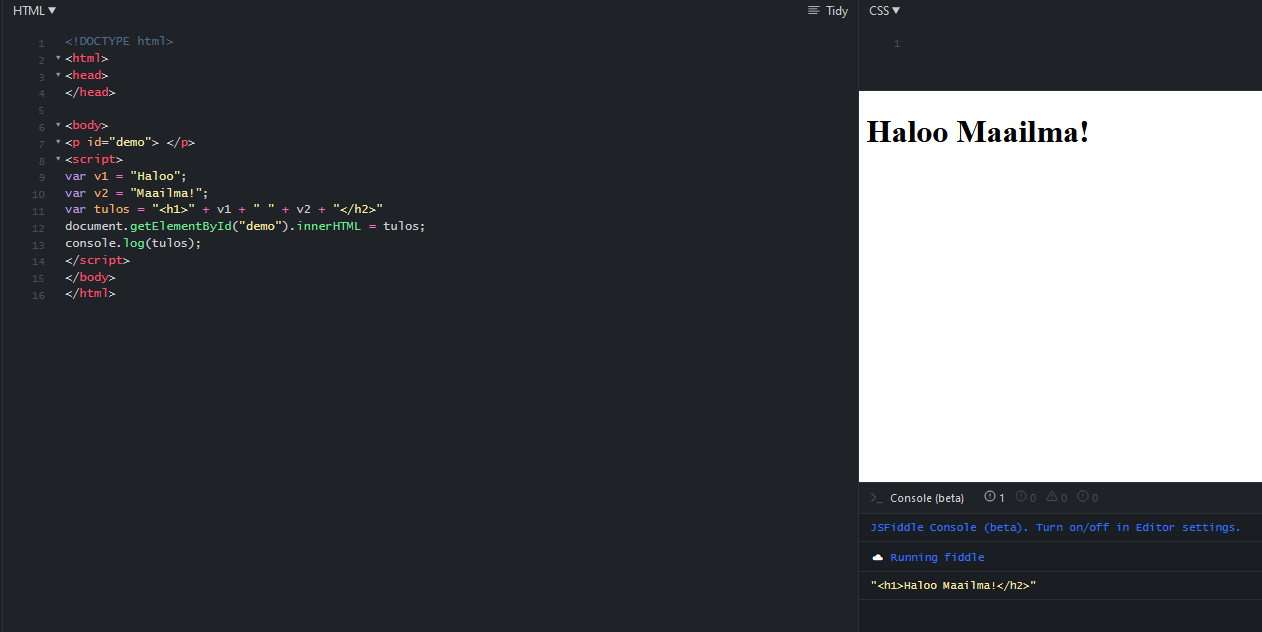 HTML ▼
Tidy
1 <!DOCTYPE html>
2 <html>
3 <head>
4 </head>
5
6 <body>
7 <p id="demo"> </p>
8 <script>
9 var v1 = "Haloo";
10 var v2 = "Maailma!";
11 var tulos = "<h1>" + v1 + " " + v2 + "</h2>"
12 document.getElementById("demo").innerHTML = tulos;
13 console.log(tulos);
14 </script>
15 </body>
16 </html>
CSS ▼
1
Haloo Maailma!
>_ Console (beta) 1 0 0 0
JSFiddle Console (beta). Turn on/off in Editor settings.
Running fiddle
"<h1>Haloo Maailma!</h2>"